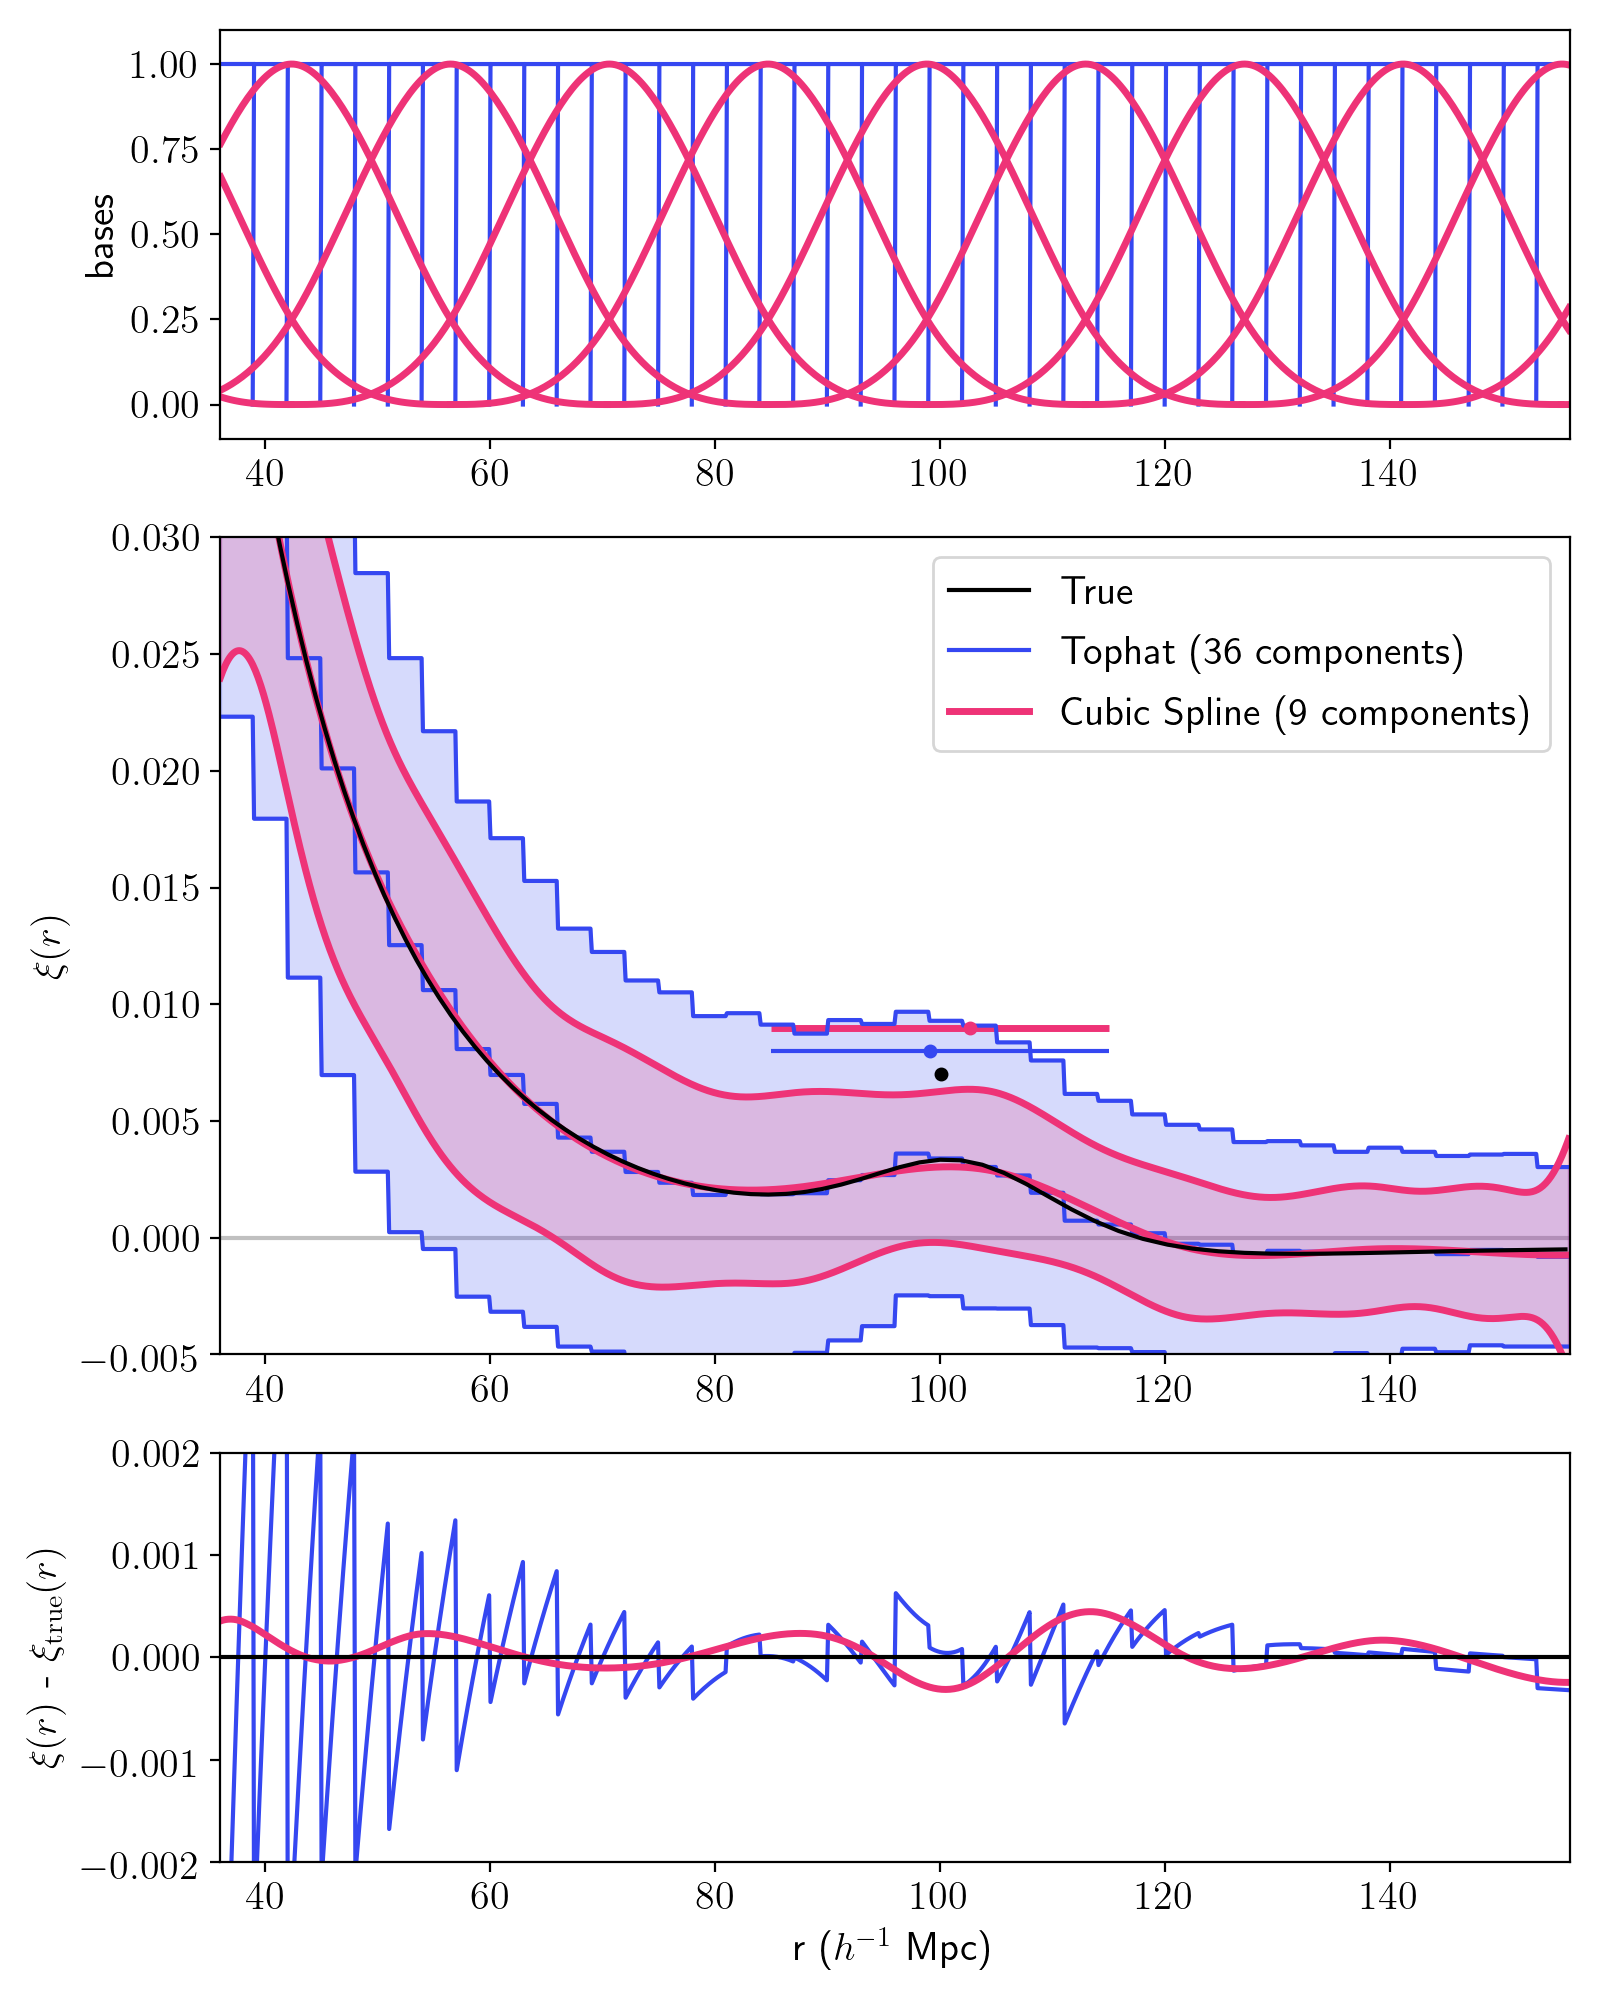 1.00
0.75
0.50
0.25
0.00
bases
40 60 80 100 120 140
0.030
0.025
0.020
0.015
0.010
0.005
0.000
−0.005
ξ(r)
True
Tophat (36 components)
Cubic Spline (9 components)
40 60 80 100 120 140
0.002
0.001
0.000
−0.001
−0.002
ξ(r) - ξtrue(r)
40 60 80 100 120 140
r (h⁻¹ Mpc)